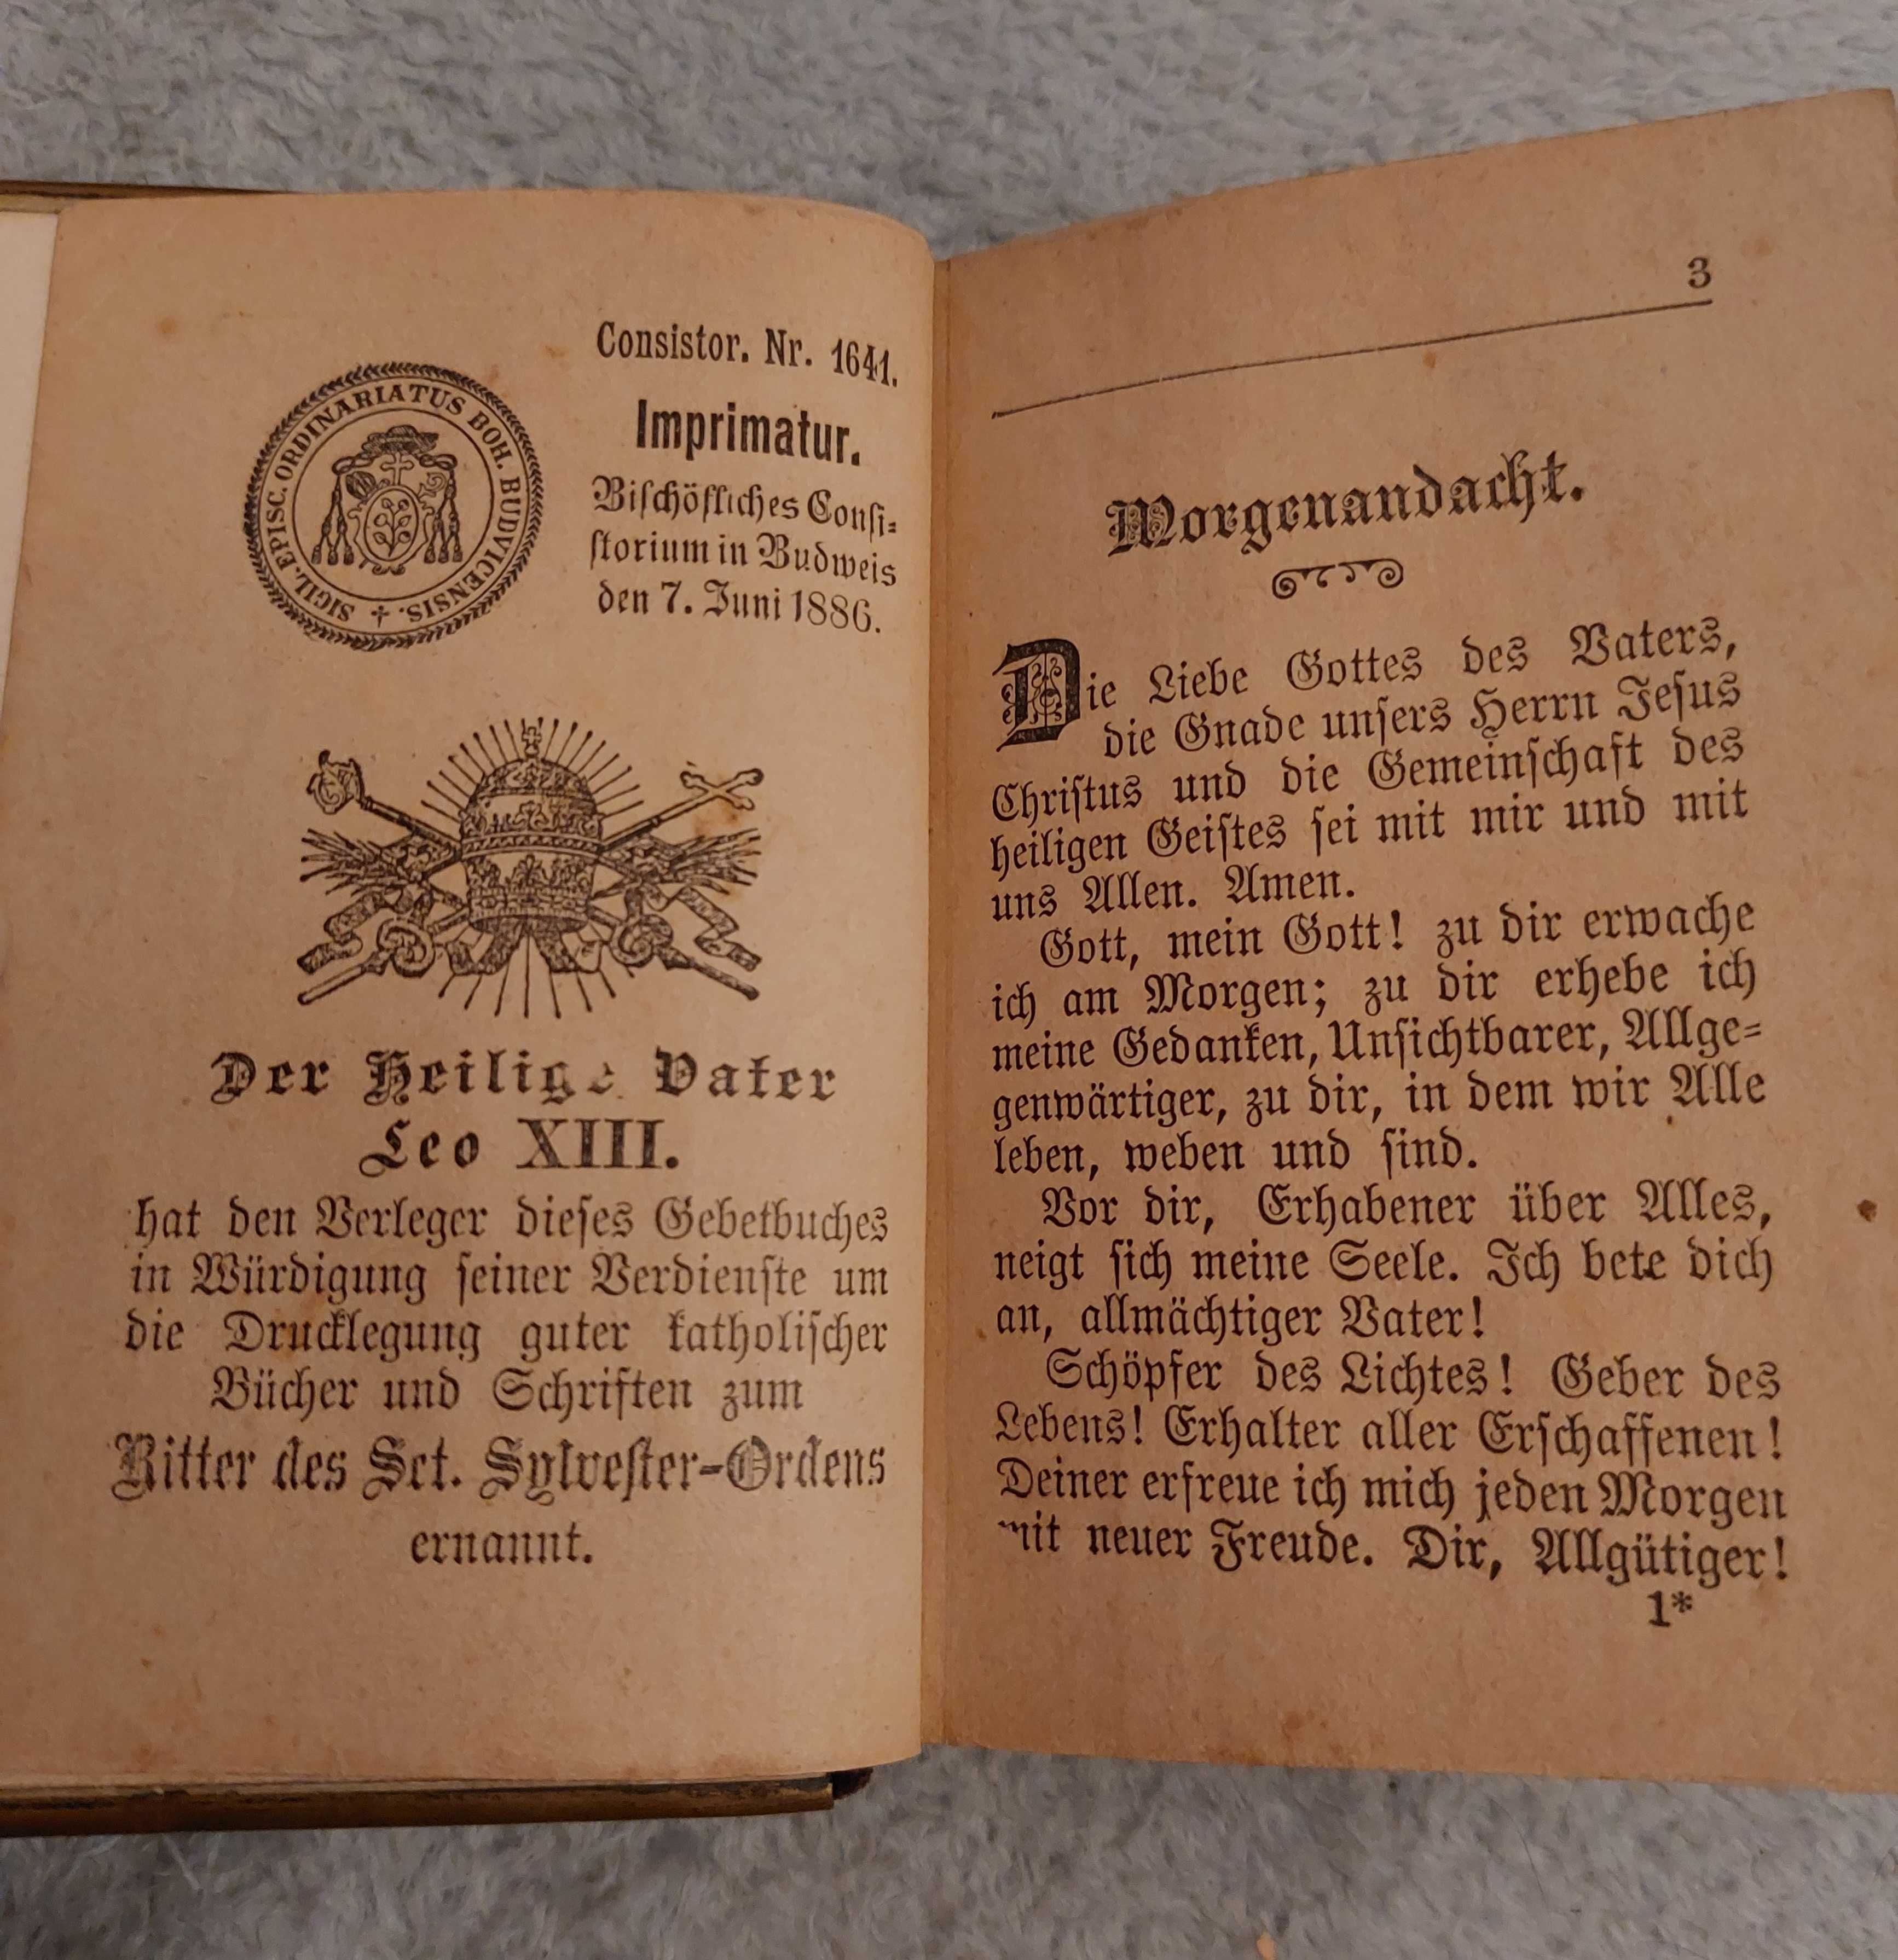 SIGIL. EPISC. ORDINARIATUS BOH. BUDVICENSIS. ✝
Consistor. Nr. 1641.
Imprimatur.
Biſchöfliches Conſi⸗
ſtorium in Budweis
den 7. Juni 1886.
Der Heilige Vater
Leo XIII.
hat den Verleger dieſes Gebetbuches
in Würdigung ſeiner Verdienſte um
die Drucklegung guter katholiſcher
Bücher und Schriften zum
Ritter des Sct. Sylveſter-Ordens
ernannt.
3
Morgenandacht.
Die Liebe Gottes des Vaters,
die Gnade unſers Herrn Jeſus
Chriſtus und die Gemeinſchaft des
heiligen Geiſtes ſei mit mir und mit
uns Allen. Amen.
Gott, mein Gott! zu dir erwache
ich am Morgen; zu dir erhebe ich
meine Gedanken, Unſichtbarer, Allge⸗
genwärtiger, zu dir, in dem wir Alle
leben, weben und ſind.
Vor dir, Erhabener über Alles,
neigt ſich meine Seele. Ich bete dich
an, allmächtiger Vater!
Schöpfer des Lichtes! Geber des
Lebens! Erhalter aller Erſchaffenen!
Deiner erfreue ich mich jeden Morgen
mit neuer Freude. Dir, Allgütiger!
1*